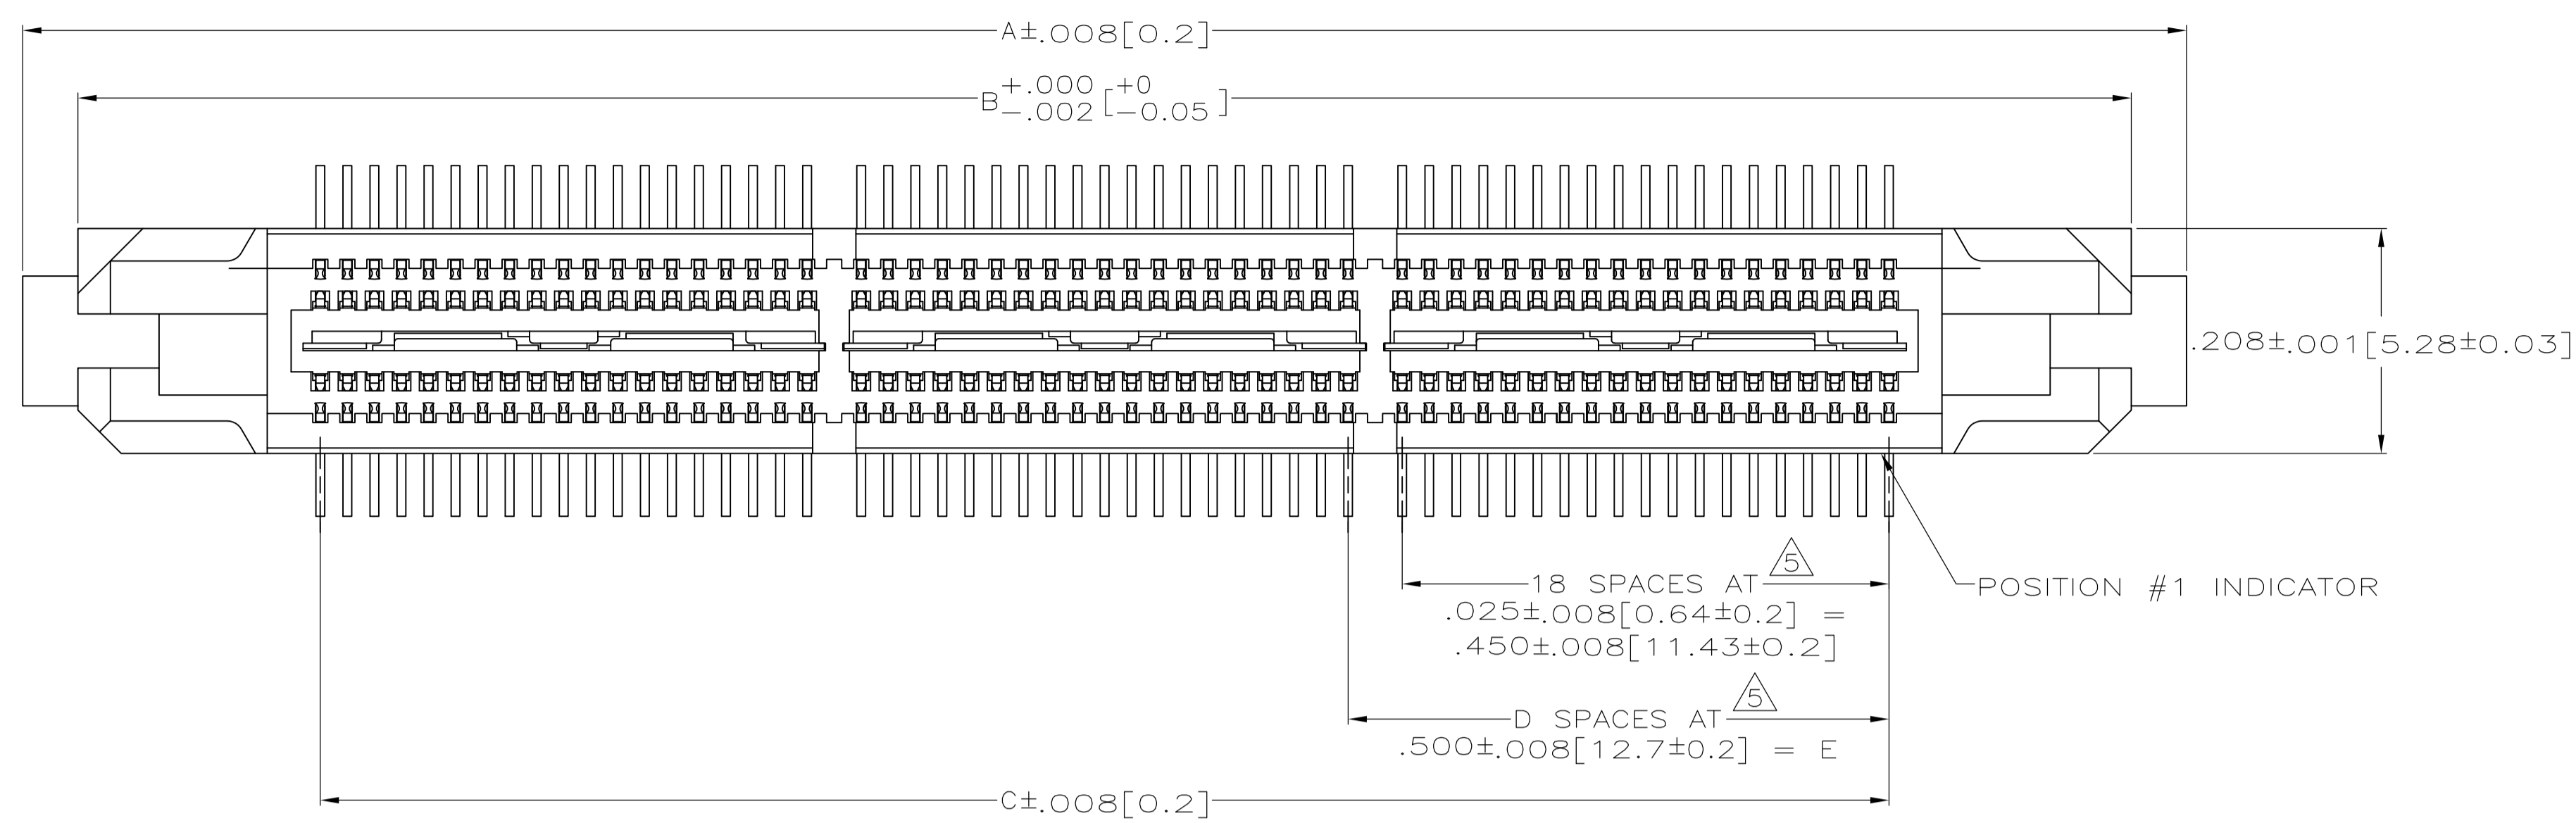 A±.008[0.2]
B +.000 -.002 [+0 -0.05]
.208±.001[5.28±0.03]
5
18 SPACES AT
.025±.008[0.64±0.2] =
.450±.008[11.43±0.2]
POSITION #1 INDICATOR
5
D SPACES AT
.500±.008[12.7±0.2] = E
C±.008[0.2]